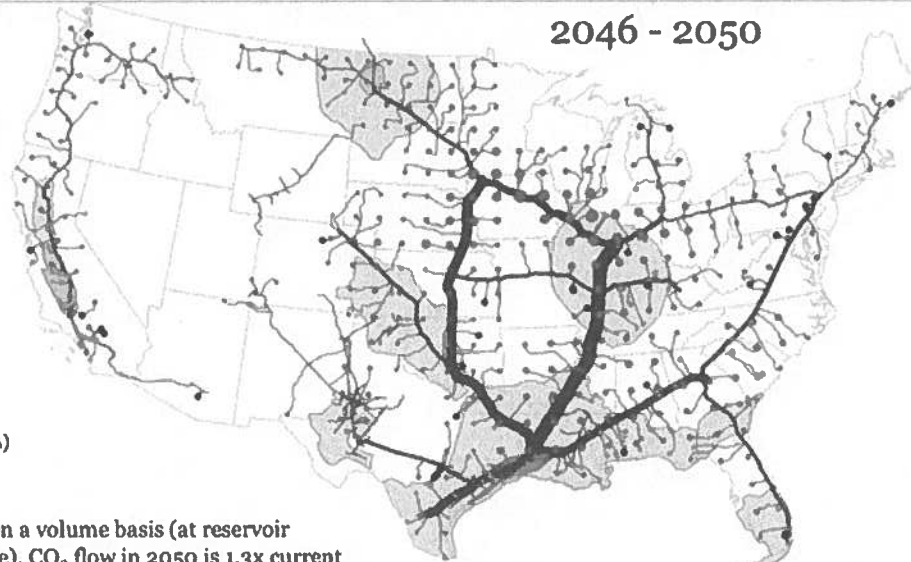 2046 - 2050
)
n a volume basis (at reservoir
e). CO₂ flow in 2050 is 1.3x current